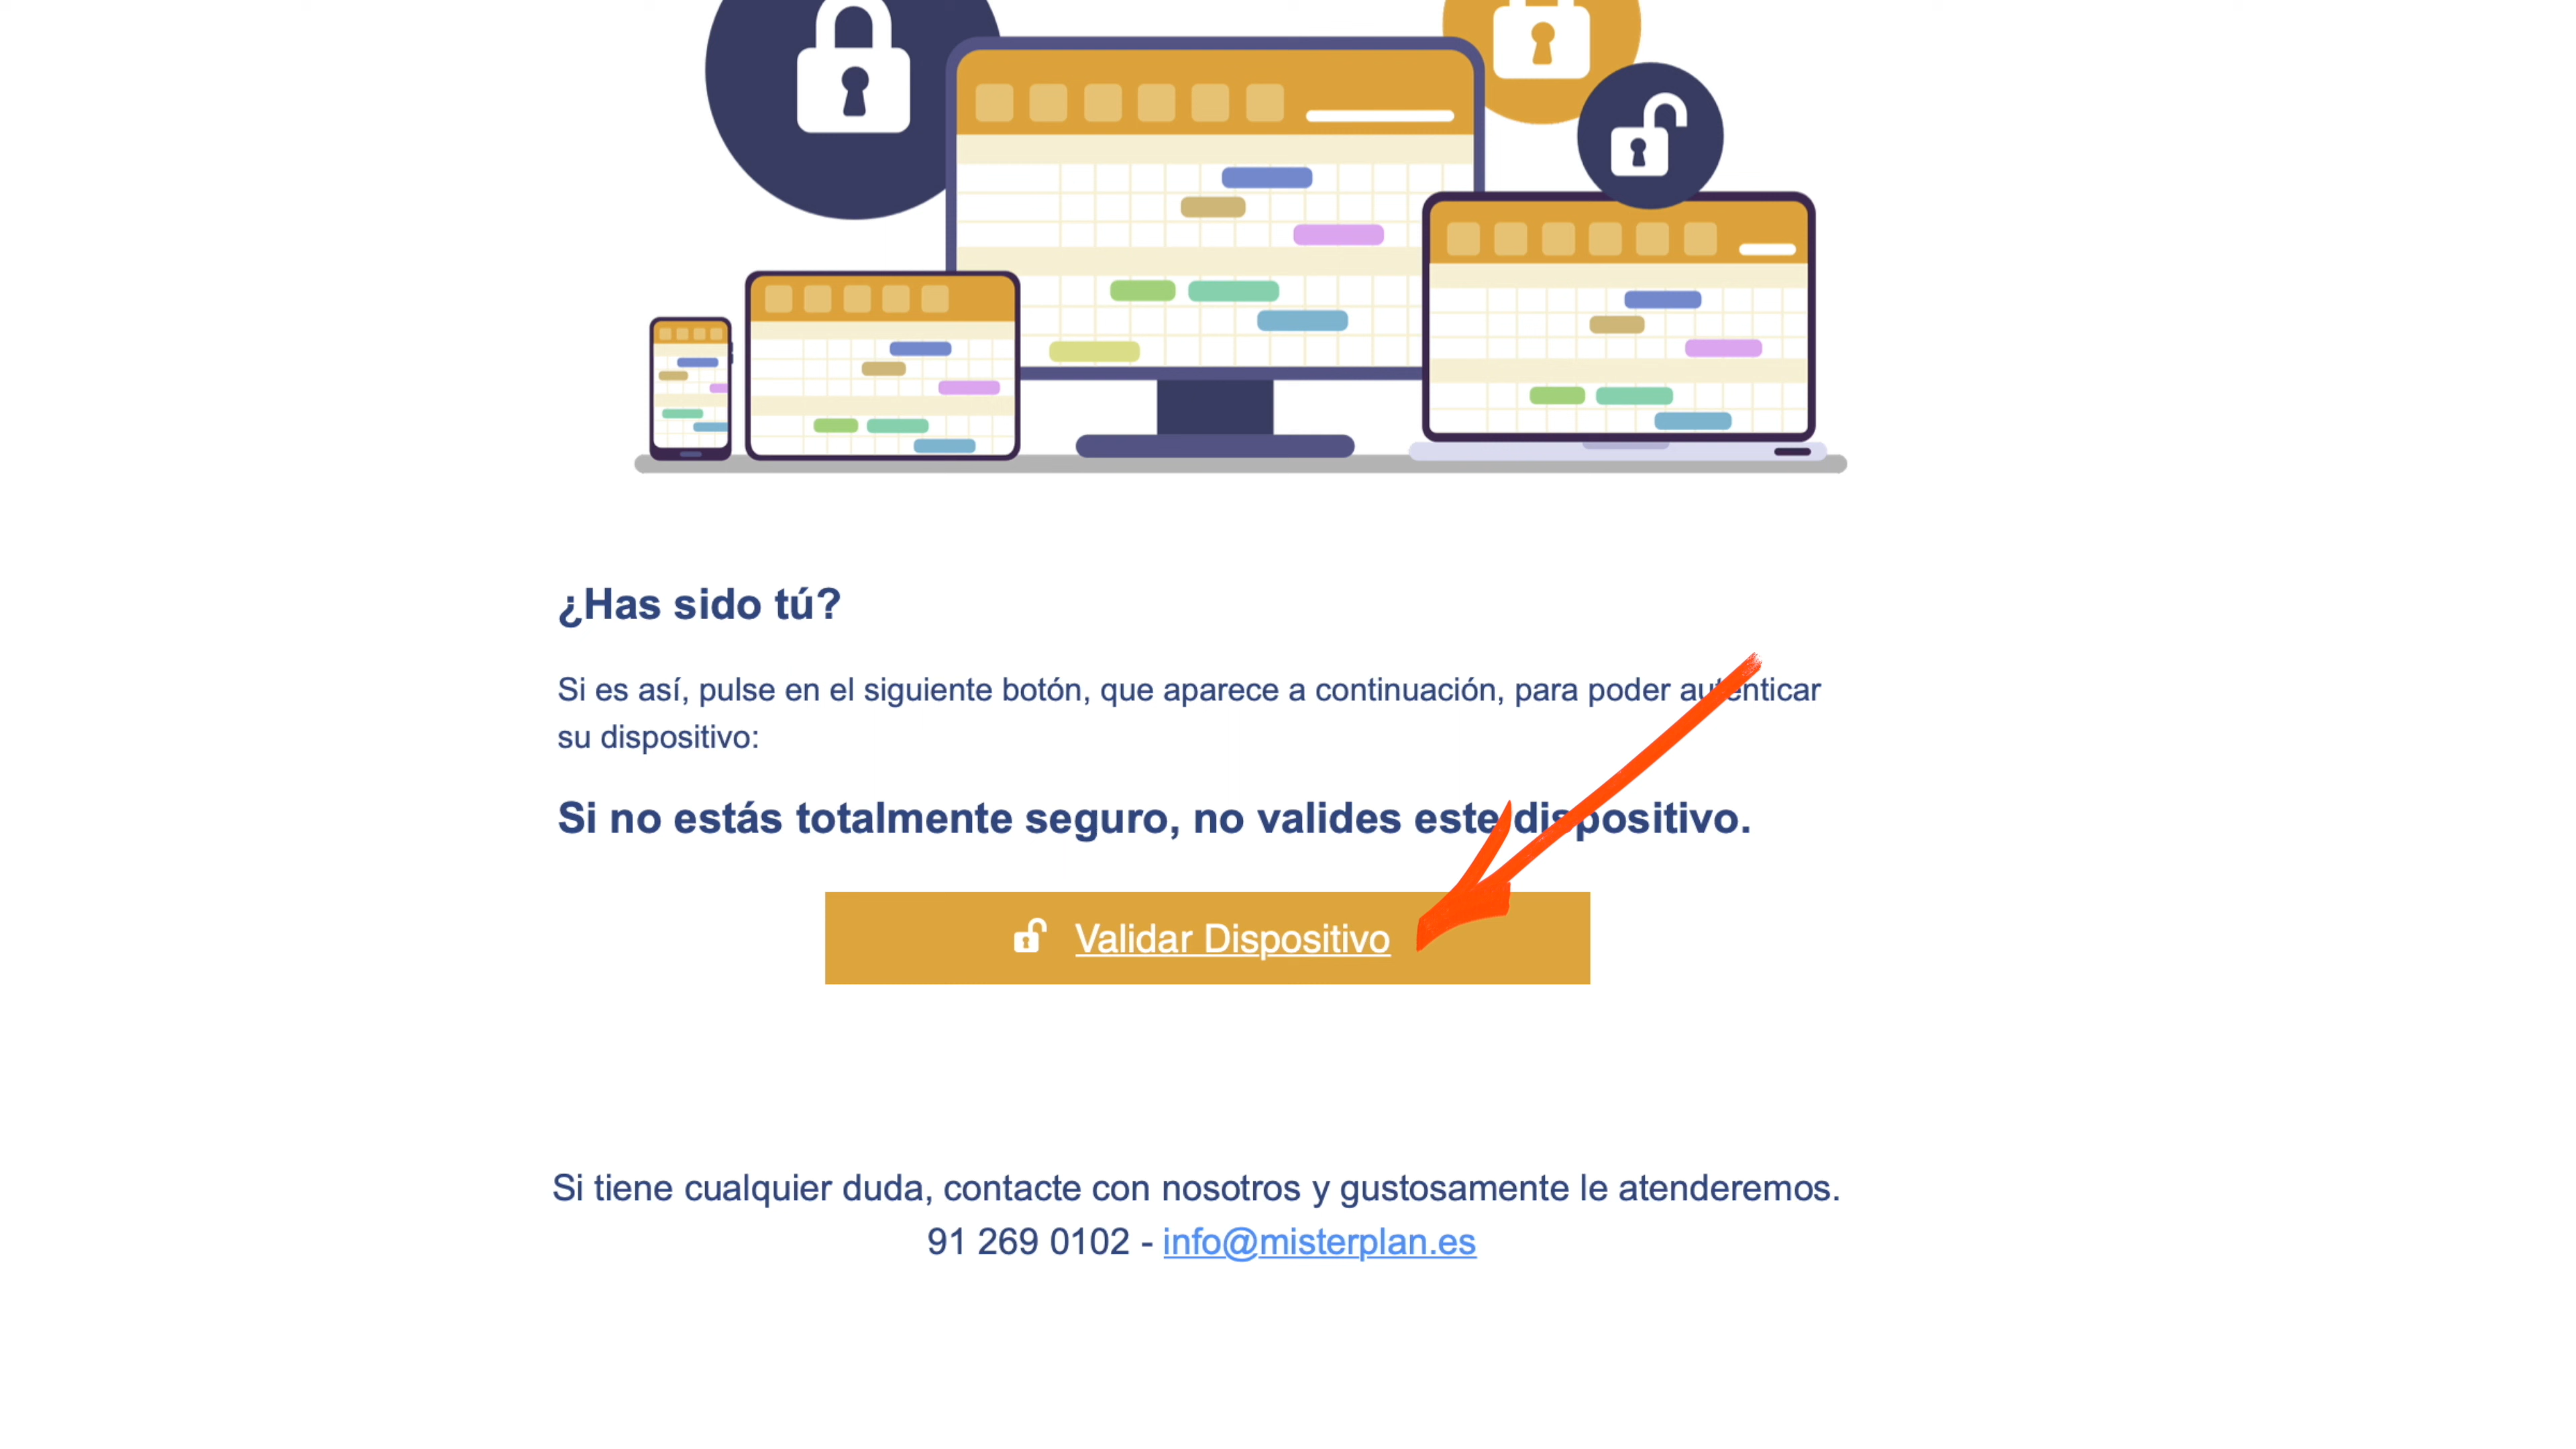 ¿Has sido tú?
Si es así, pulse en el siguiente botón, que aparece a continuación, para poder autenticar
su dispositivo:
Si no estás totalmente seguro, no valides este dispositivo.
Validar Dispositivo
Si tiene cualquier duda, contacte con nosotros y gustosamente le atenderemos.
91 269 0102 - info@misterplan.es